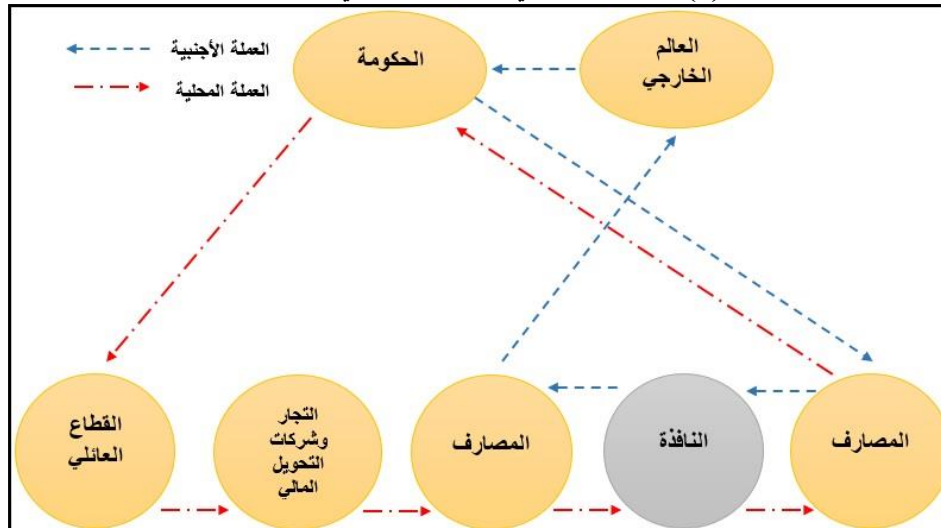 العملة الأجنبية
العملة المحلية
العالم
الخارجي
الحكومة
المصارف
النافذة
المصارف
التجار
وشركات
التحويل
المالي
القطاع
العائلي